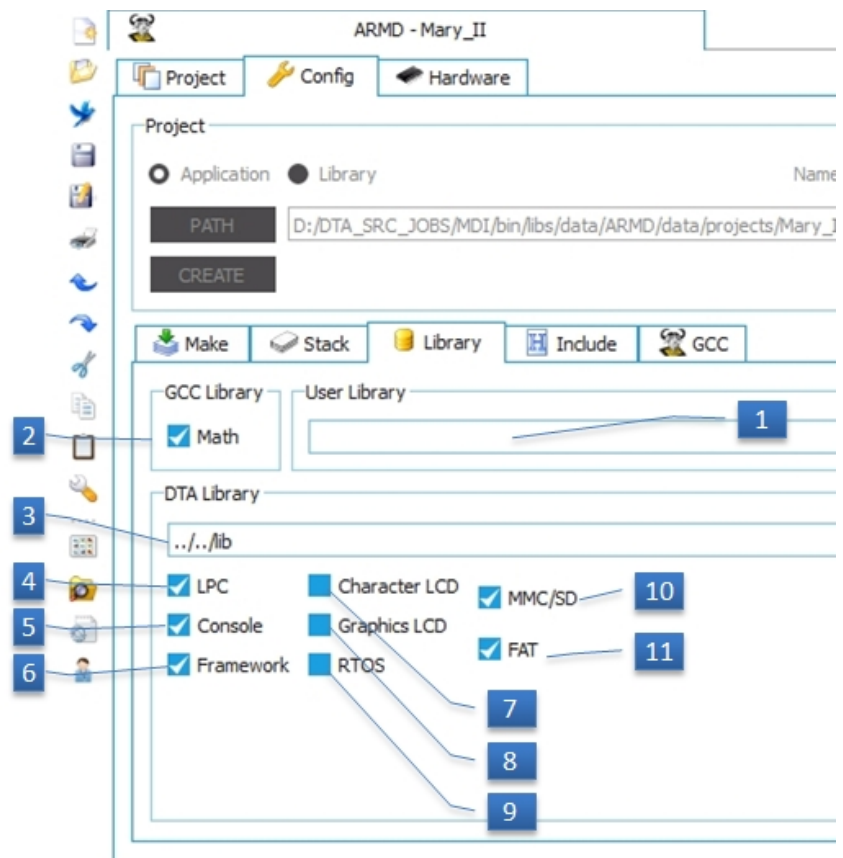 ARMD - Mary_II
Project Config Hardware
Project
Application Library Name
PATH D:/DTA_SRC_JOBS/MDI/bin/libs/data/ARMD/data/projects/Mary_I
CREATE
Make Stack Library Include GCC
GCC Library User Library
1
2 Math
DTA Library
3 ../../lib
4 LPC Character LCD MMC/SD 10
5 Console Graphics LCD
6 Framework RTOS FAT 11
7
8
9